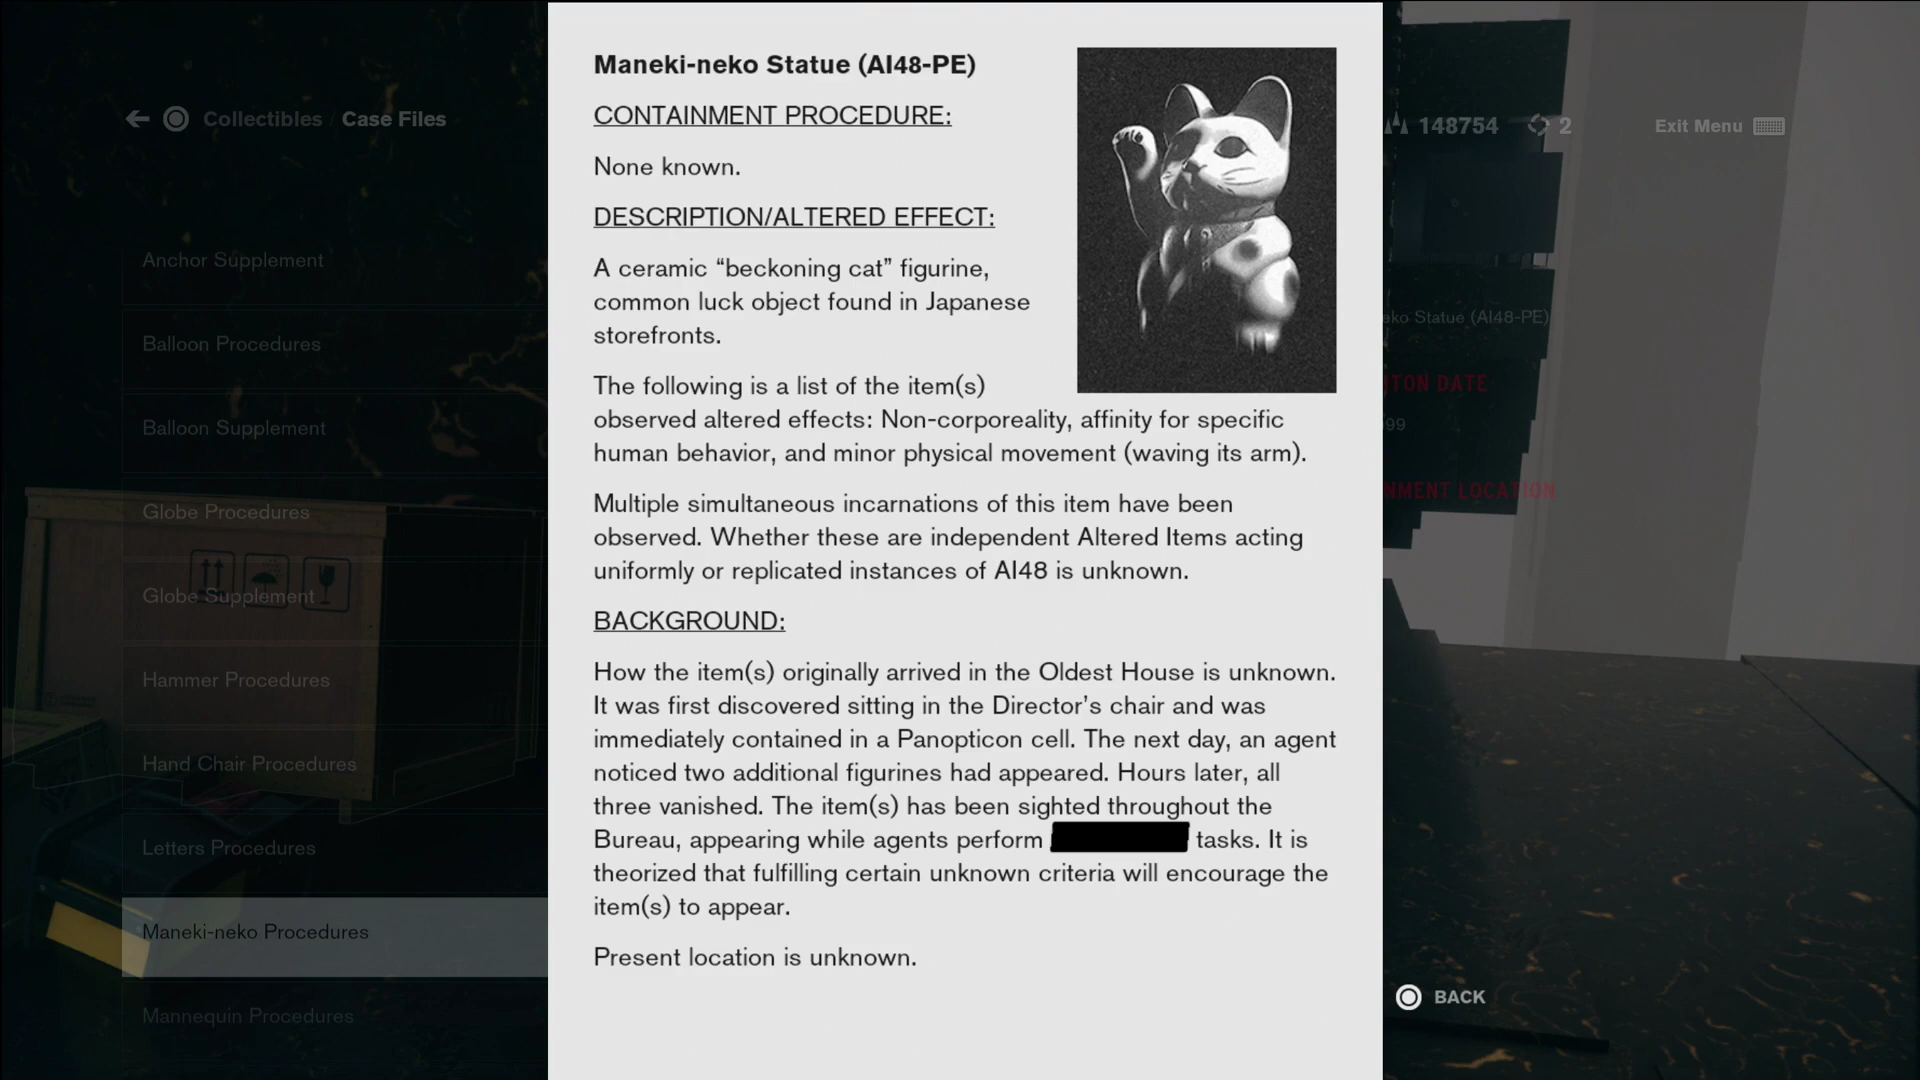 Collectibles / Case Files
148754
2
Exit Menu
Anchor Supplement
Balloon Procedures
Balloon Supplement
Globe Procedures
Globe Supplement
Hammer Procedures
Hand Chair Procedures
Letters Procedures
Maneki-neko Procedures
Mannequin Procedures
Maneki-neko Statue (AI48-PE)
CONTAINMENT PROCEDURE:
None known.
DESCRIPTION/ALTERED EFFECT:
A ceramic “beckoning cat” figurine,
common luck object found in Japanese
storefronts.
The following is a list of the item(s)
observed altered effects: Non-corporeality, affinity for specific
human behavior, and minor physical movement (waving its arm).
Multiple simultaneous incarnations of this item have been
observed. Whether these are independent Altered Items acting
uniformly or replicated instances of AI48 is unknown.
BACKGROUND:
How the item(s) originally arrived in the Oldest House is unknown.
It was first discovered sitting in the Director’s chair and was
immediately contained in a Panopticon cell. The next day, an agent
noticed two additional figurines had appeared. Hours later, all
three vanished. The item(s) has been sighted throughout the
Bureau, appearing while agents perform tasks. It is
theorized that fulfilling certain unknown criteria will encourage the
item(s) to appear.
Present location is unknown.
Statue (AI48-PE)
DATE
99
LOCATION
BACK